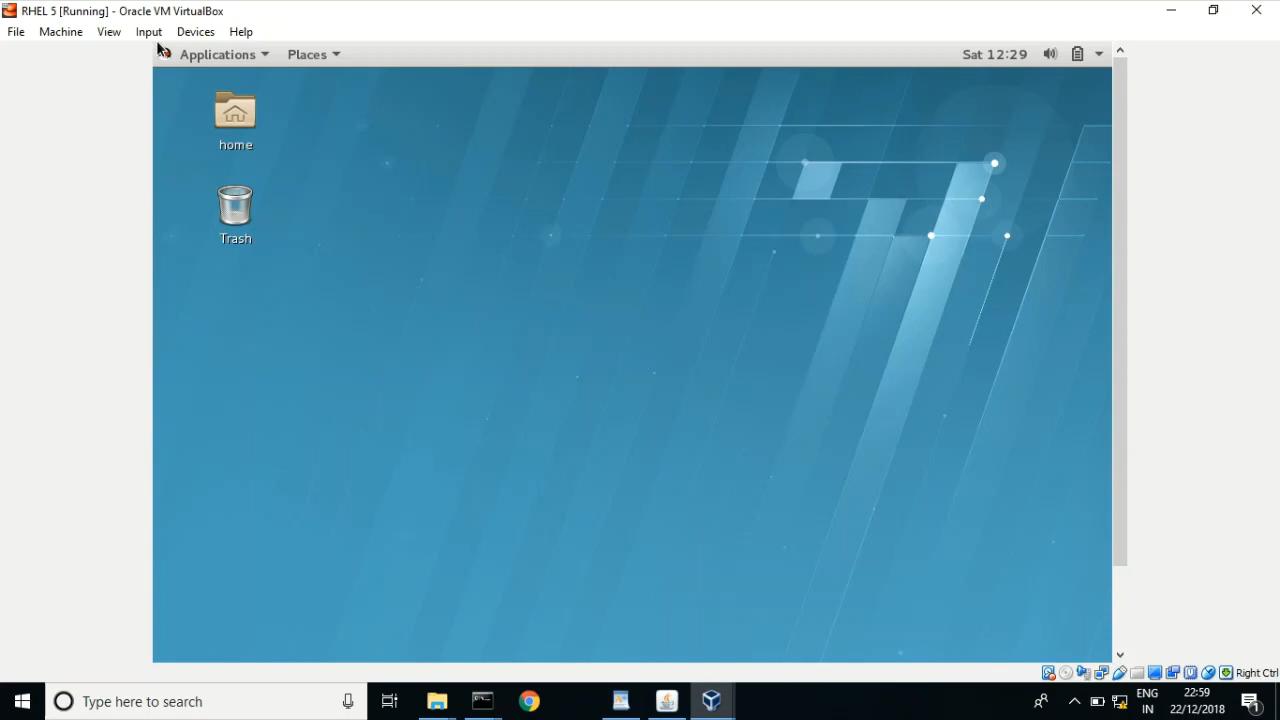 RHEL 5 [Running] - Oracle VM VirtualBox
File Machine View Input Devices Help
Applications Places Sat 12:29
home
Trash
Right Ctrl
Type here to search
ENG 22:59
IN 22/12/2018
1